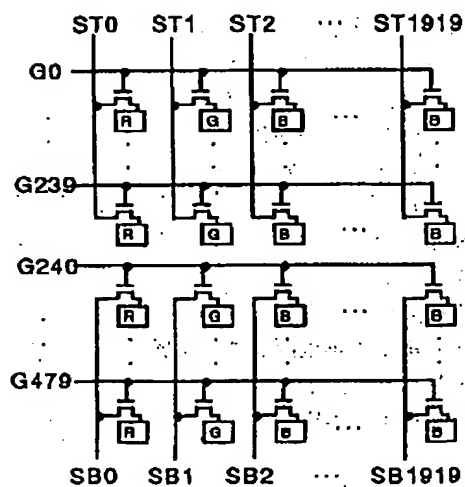 ST0 ST1 ST2 ... ST1919
G0
R G B ... B
G239
R G B ... B
G240
R G B ... B
G479
R G B ... B
SB0 SB1 SB2 ... SB1919